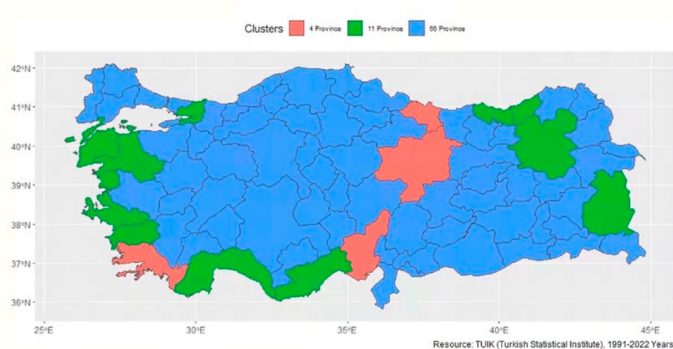 Clusters 4 Province 11 Province 66 Province
42°N
41°N
40°N
39°N
38°N
37°N
36°N
25°E 30°E 35°E 40°E 45°E
Resource: TUIK (Turkish Statistical Institute), 1991-2022 Years